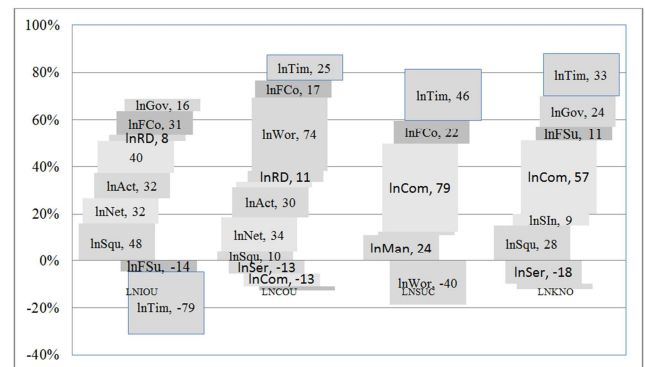 100%
80%
60%
40%
20%
0%
-20%
-40%
lnGov, 16
lnFCo, 31
lnRD, 8
40
lnAct, 32
lnNet, 32
lnSqu, 48
lnFSu, -14
LNIOU
lnTim, -79
lnTim, 25
lnFCo, 17
lnWor, 74
lnRD, 11
lnAct, 30
lnNet, 34
lnSqu, 10
lnSer, -13
lnCom, -13
LNCOU
lnTim, 46
lnFCo, 22
lnCom, 79
lnMan, 24
lnWor, -40
LNSUC
lnTim, 33
lnGov, 24
lnFSu, 11
lnCom, 57
lnSIn, 9
lnSqu, 28
lnSer, -18
LNKNO